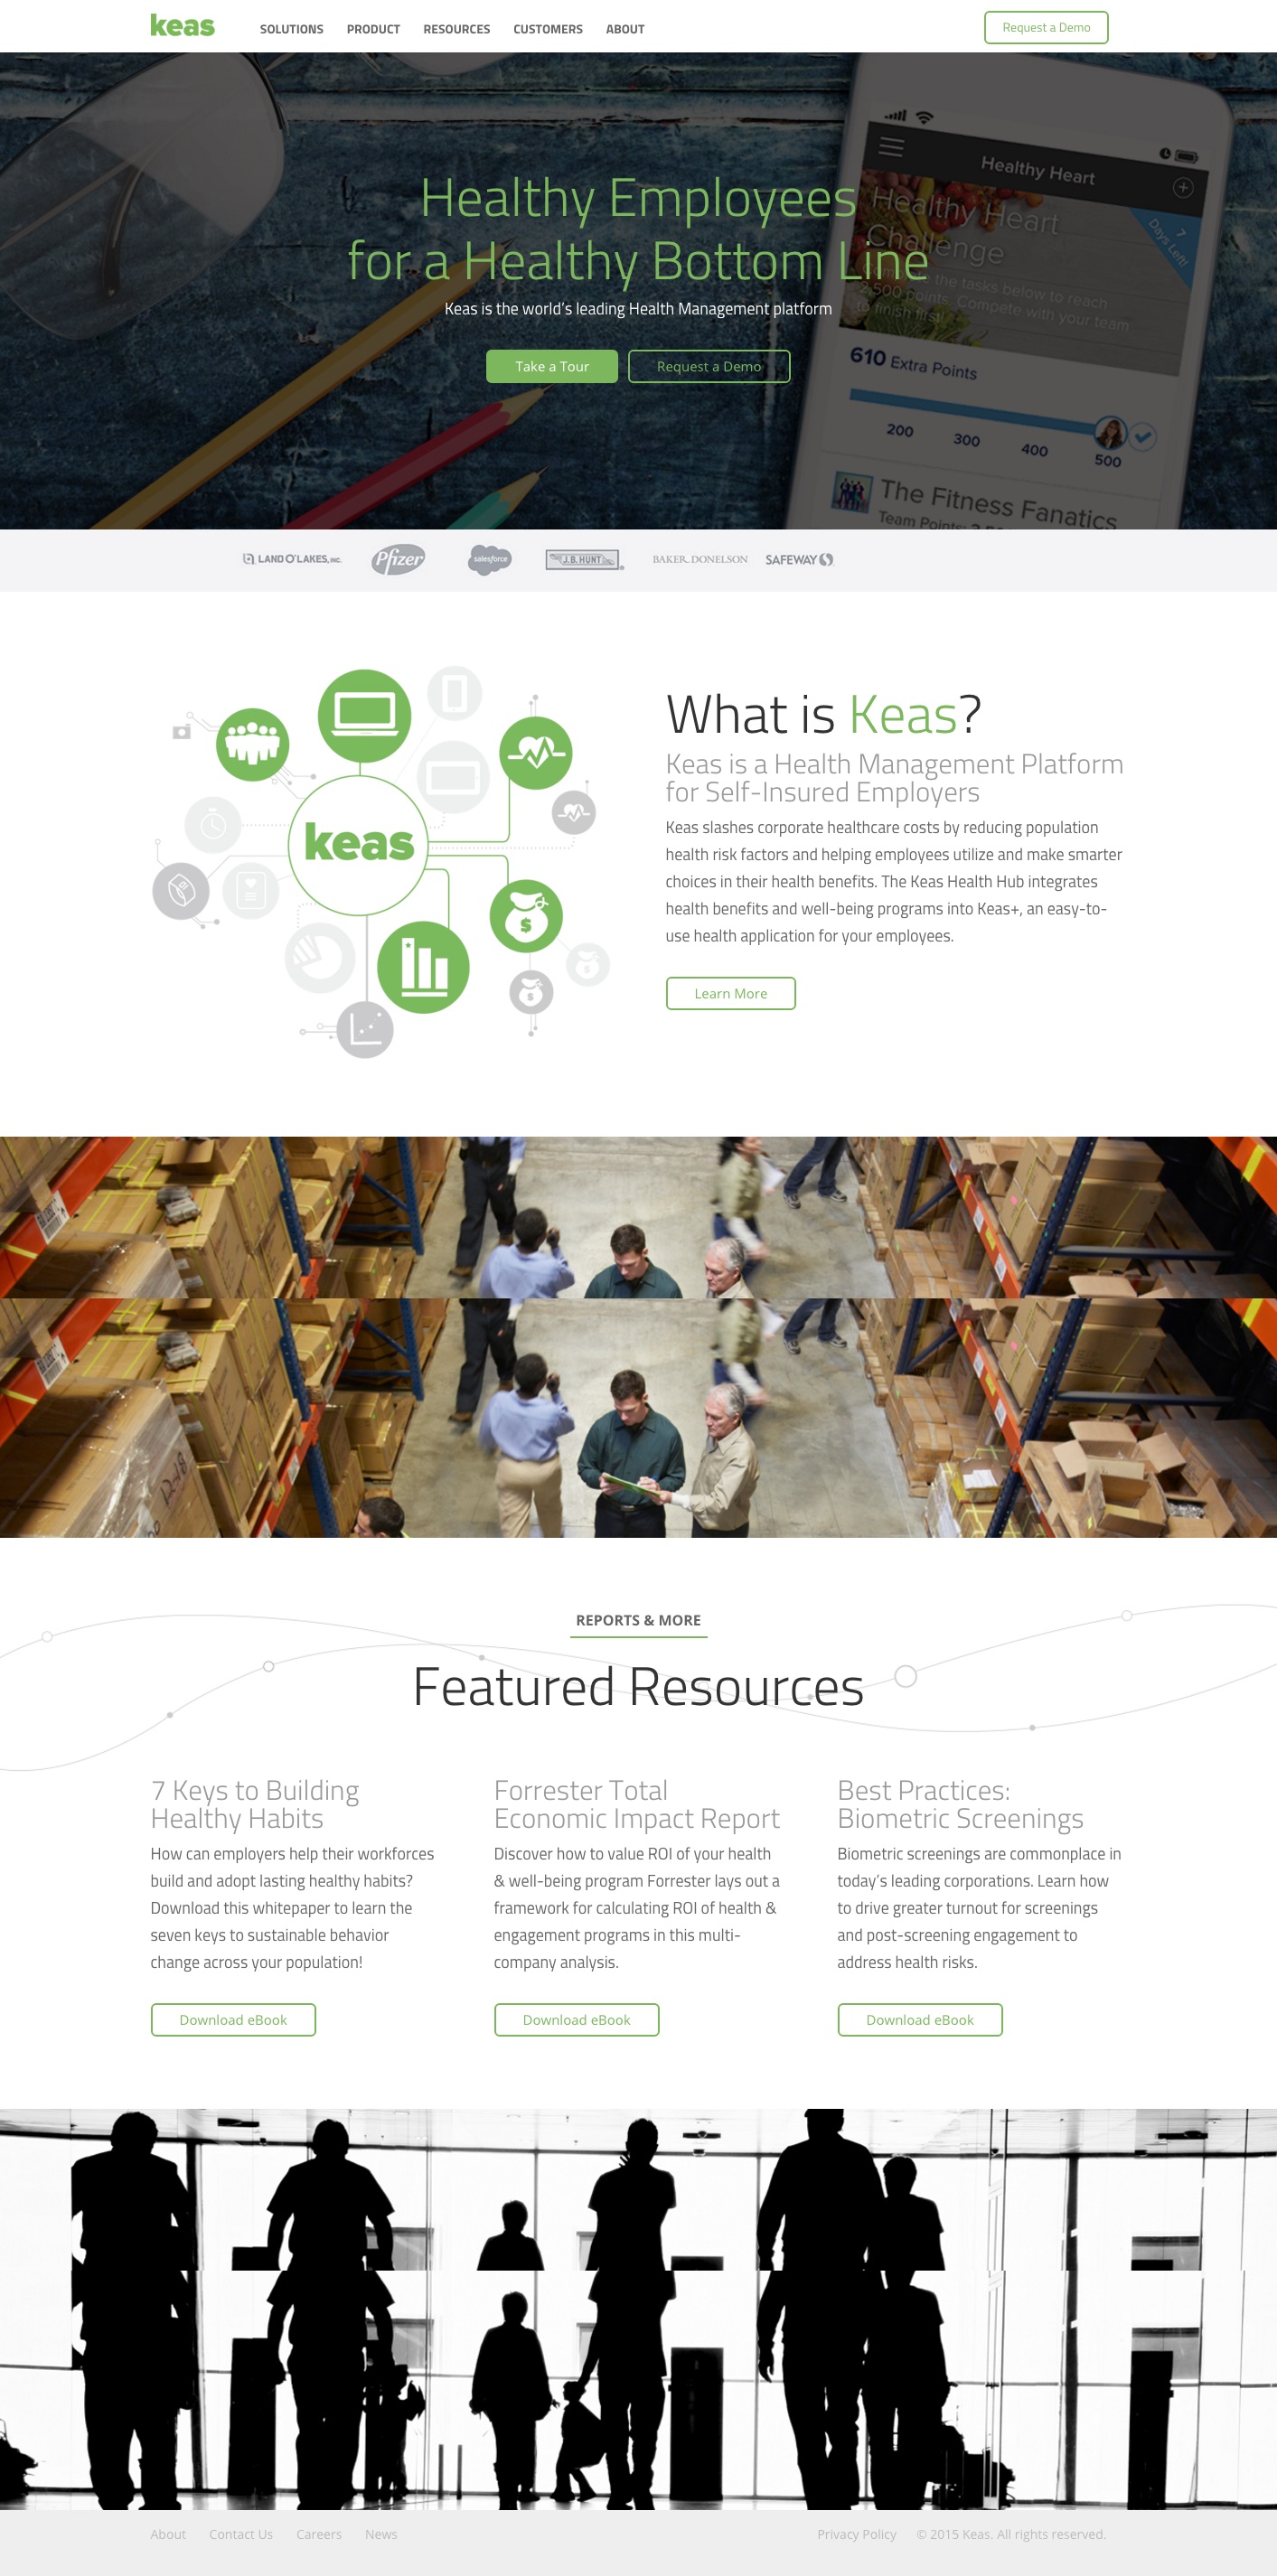 keas
SOLUTIONS PRODUCT RESOURCES CUSTOMERS ABOUT
Request a Demo
Healthy Heart
Healthy Heart
Challenge
7
Days Left!
the tasks below to reach
2,500 points. Compete with your team
to finish first!
610 Extra Points
200 300 400 500
The Fitness Fanatics
Team Points:
Healthy Employees
for a Healthy Bottom Line
Keas is the world's leading Health Management platform
Take a Tour
Request a Demo
LAND O'LAKES, INC.
Pfizer
salesforce
J.B. HUNT
BAKER DONELSON
SAFEWAY
keas
What is Keas?
Keas is a Health Management Platform
for Self-Insured Employers
Keas slashes corporate healthcare costs by reducing population
health risk factors and helping employees utilize and make smarter
choices in their health benefits. The Keas Health Hub integrates
health benefits and well-being programs into Keas+, an easy-to-
use health application for your employees.
Learn More
REPORTS & MORE
Featured Resources
7 Keys to Building
Healthy Habits
How can employers help their workforces
build and adopt lasting healthy habits?
Download this whitepaper to learn the
seven keys to sustainable behavior
change across your population!
Download eBook
Forrester Total
Economic Impact Report
Discover how to value ROI of your health
& well-being program Forrester lays out a
framework for calculating ROI of health &
engagement programs in this multi-
company analysis.
Download eBook
Best Practices:
Biometric Screenings
Biometric screenings are commonplace in
today's leading corporations. Learn how
to drive greater turnout for screenings
and post-screening engagement to
address health risks.
Download eBook
About Contact Us Careers News
Privacy Policy © 2015 Keas. All rights reserved.